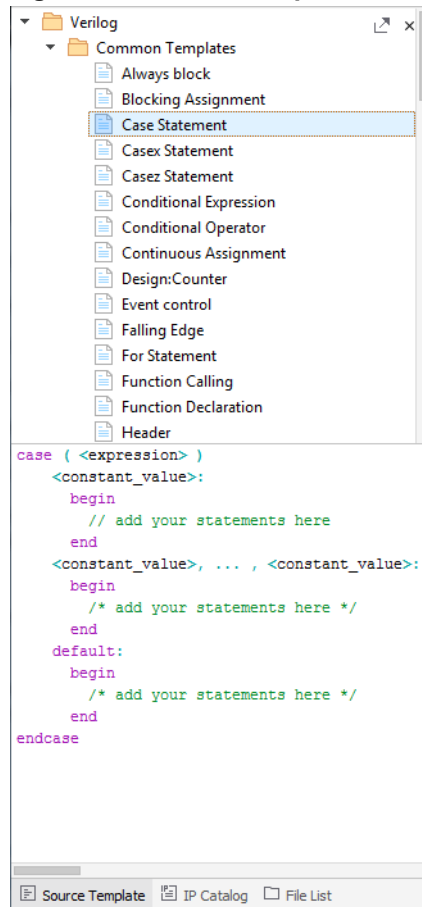 Verilog
Common Templates
Always block
Blocking Assignment
Case Statement
Casex Statement
Casez Statement
Conditional Expression
Conditional Operator
Continuous Assignment
Design:Counter
Event control
Falling Edge
For Statement
Function Calling
Function Declaration
Header
case ( <expression> )
<constant_value>:
begin
// add your statements here
end
<constant_value>, ... , <constant_value>:
begin
/* add your statements here */
end
default:
begin
/* add your statements here */
end
endcase
Source Template IP Catalog File List